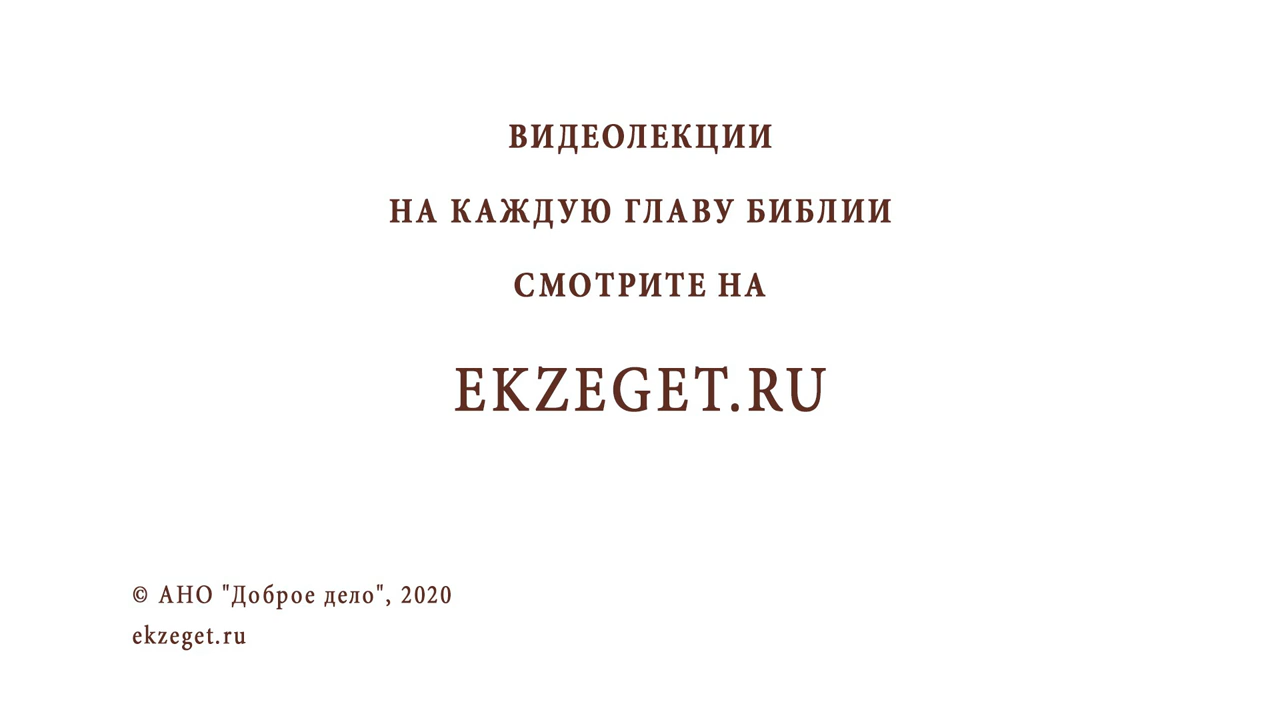 ВИДЕОЛЕКЦИИ
НА КАЖДУЮ ГЛАВУ БИБЛИИ
СМОТРИТЕ НА
EKZEGET.RU
© АНО "Доброе дело", 2020
ekzeget.ru